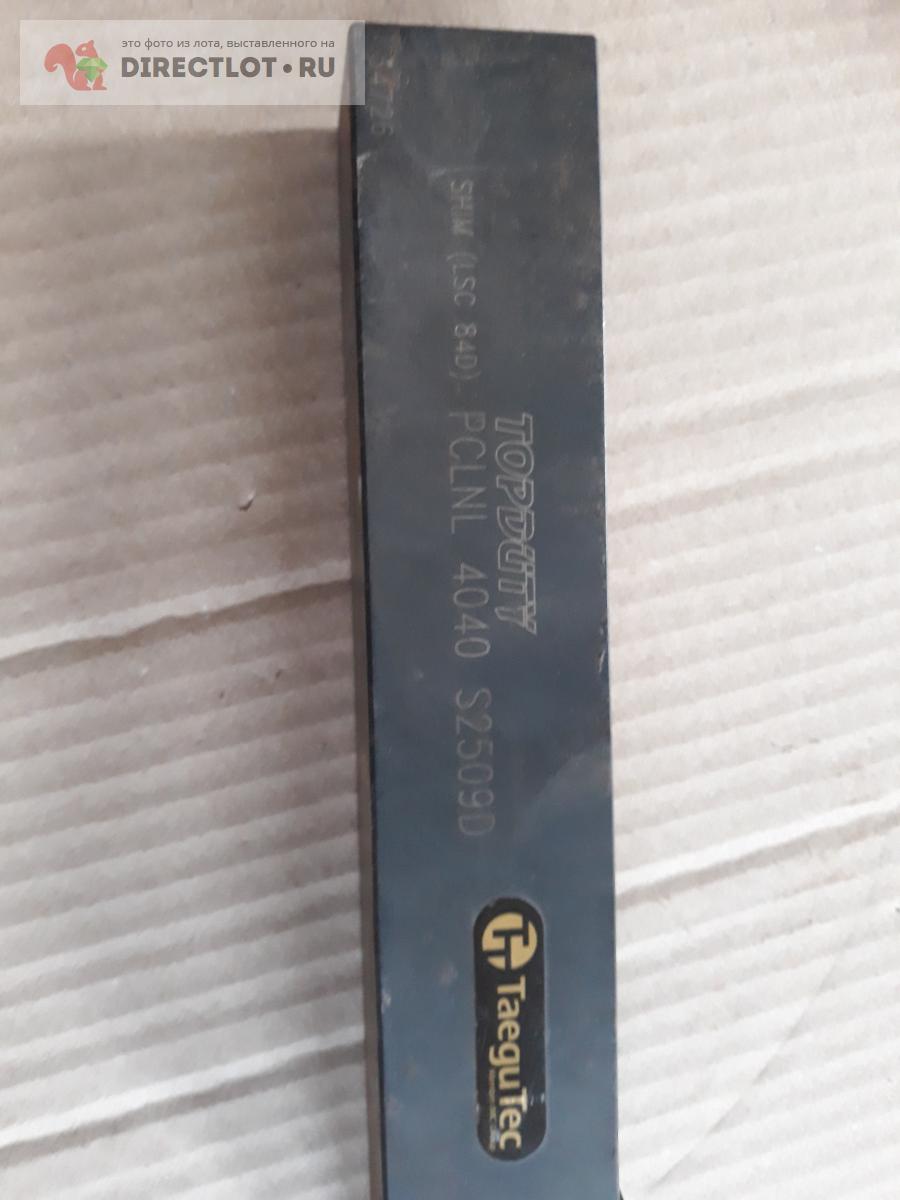 это фото из лота, выставленного на
DIRECTLOT.RU
SHIM (LSC 84D)
TOPDUTY
PCLNL 4040 S2509D
TaeguTec